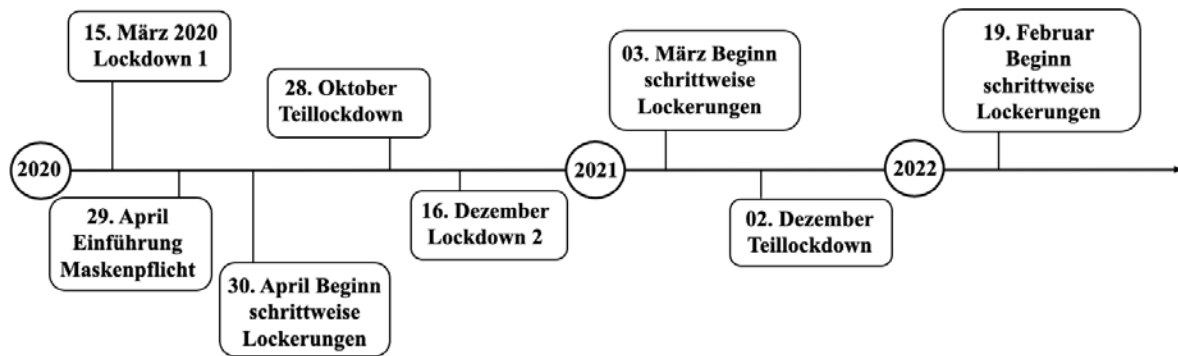 15. März 2020
Lockdown 1
28. Oktober
Teillockdown
03. März Beginn
schrittweise
Lockerungen
19. Februar
Beginn
schrittweise
Lockerungen
2020
2021
2022
29. April
Einführung
Maskenpflicht
30. April Beginn
schrittweise
Lockerungen
16. Dezember
Lockdown 2
02. Dezember
Teillockdown